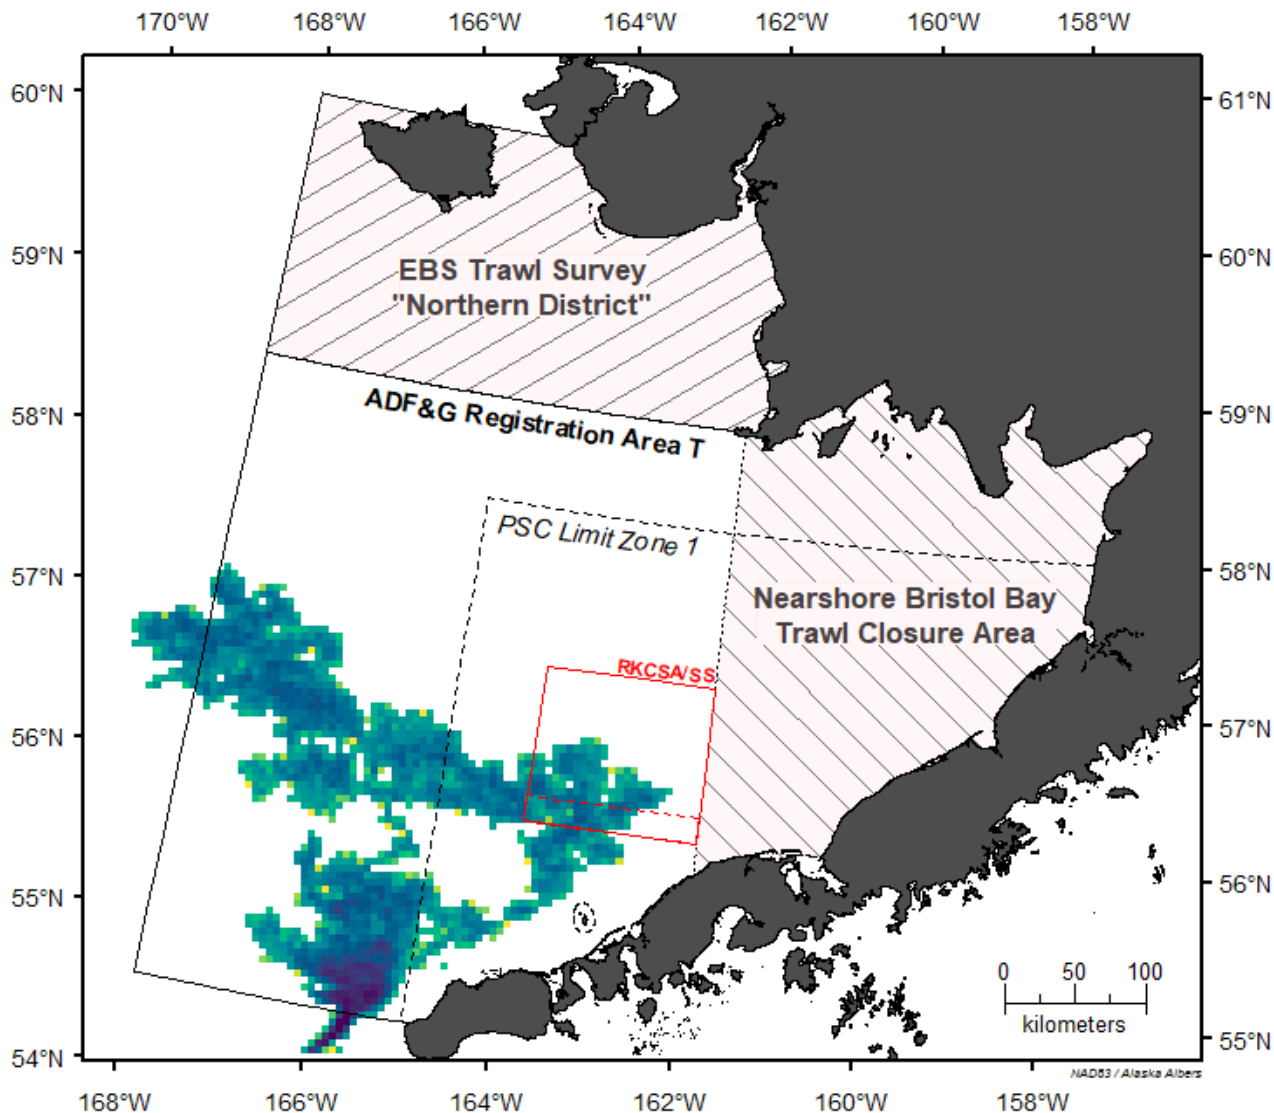 170°W 168°W 166°W 164°W 162°W 160°W 158°W
60°N 61°N
59°N 60°N
EBS Trawl Survey
"Northern District"
58°N 59°N
ADF&G Registration Area T
PSC Limit Zone 1
57°N 58°N
Nearshore Bristol Bay
Trawl Closure Area
RKCSA/SS
56°N 57°N
55°N 56°N
0 50 100
kilometers
54°N 55°N
NAD83 / Alaska Albers
168°W 166°W 164°W 162°W 160°W 158°W